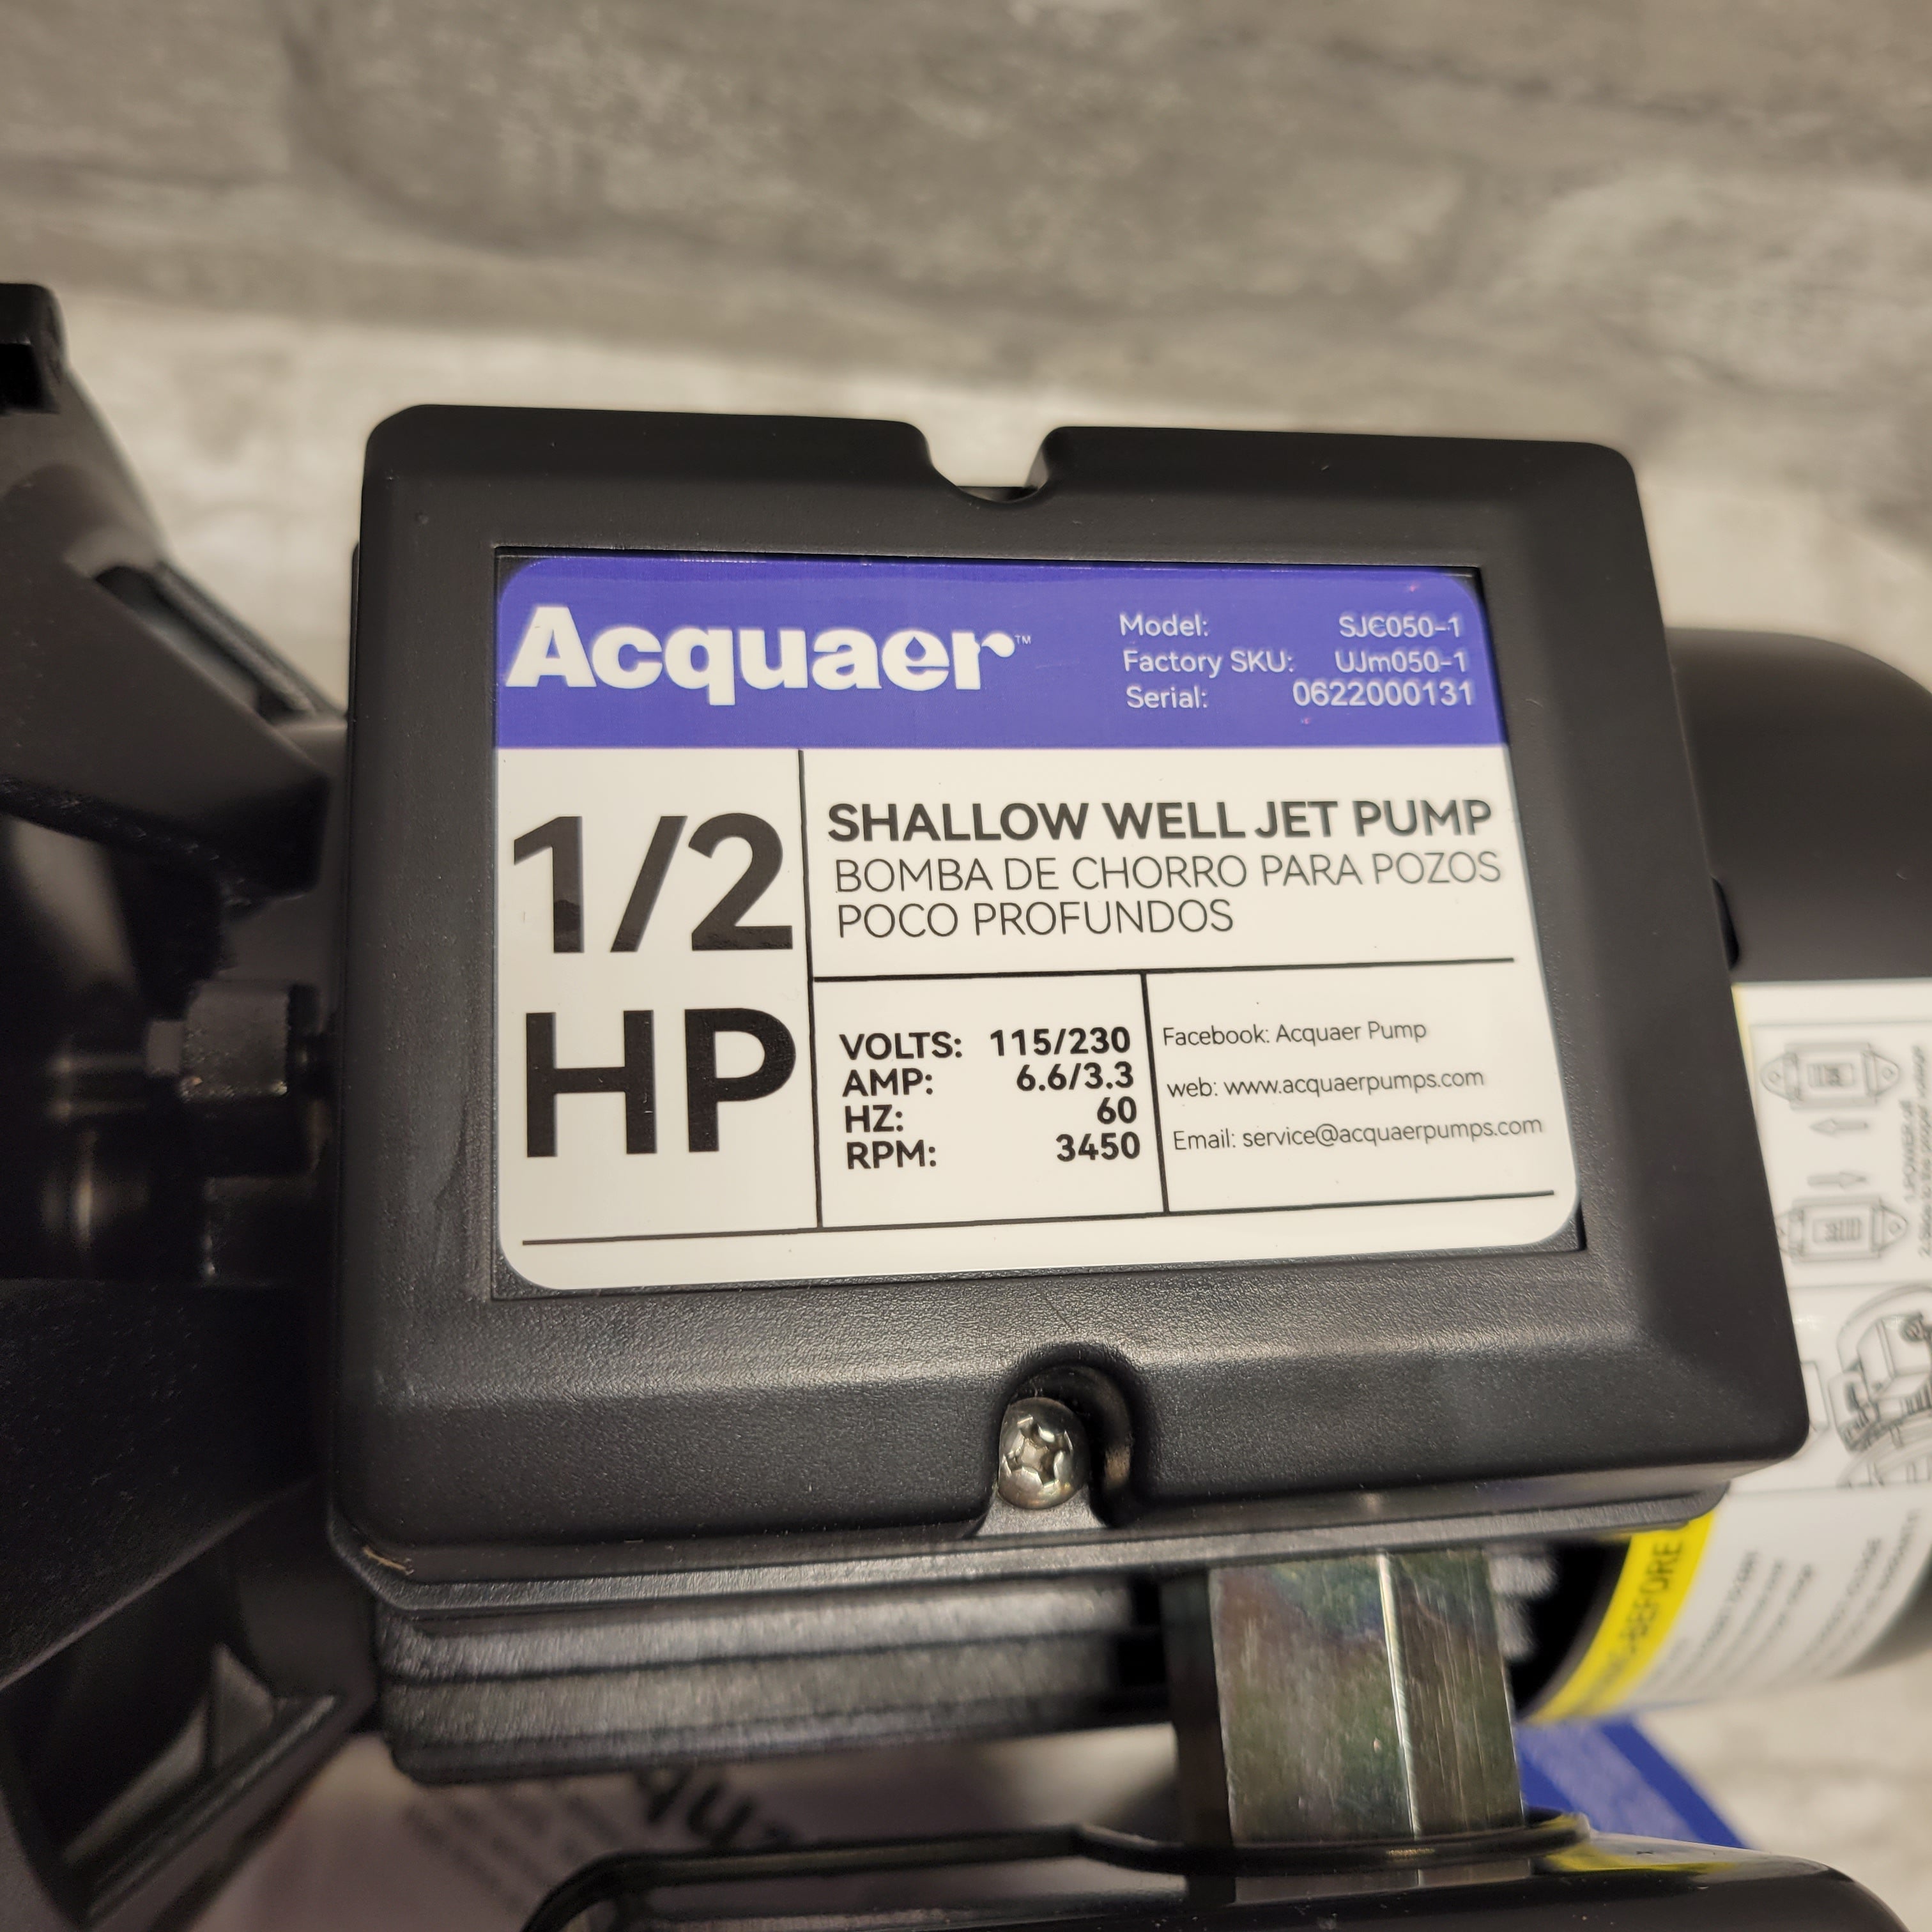 Acquaer™
Model: SJC050-1
Factory SKU: UJm050-1
Serial: 0622000131
1/2
HP
SHALLOW WELL JET PUMP
BOMBA DE CHORRO PARA POZOS
POCO PROFUNDOS
VOLTS: 115/230
AMP: 6.6/3.3
HZ: 60
RPM: 3450
Facebook: Acquaer Pump
web: www.acquaerpumps.com
Email: service@acquaerpumps.com
BEFORE